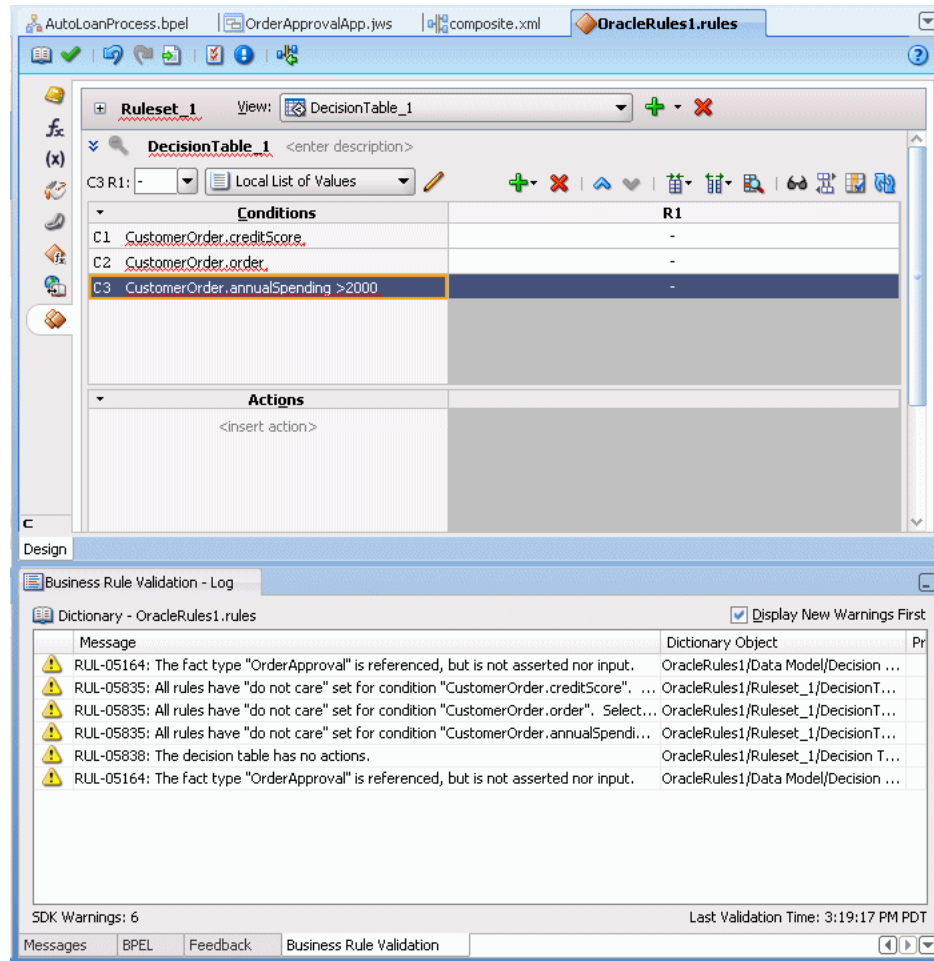 AutoLoanProcess.bpel OrderApprovalApp.jws composite.xml OracleRules1.rules
Ruleset_1 View: DecisionTable_1
fx
(x)
DecisionTable_1 <enter description>
C3 R1: - Local List of Values
Conditions R1
C1 CustomerOrder.creditScore -
C2 CustomerOrder.order -
C3 CustomerOrder.annualSpending >2000 -
Actions
<insert action>
C
Design
Business Rule Validation - Log
Dictionary - OracleRules1.rules Display New Warnings First
Message Dictionary Object Pr
RUL-05164: The fact type "OrderApproval" is referenced, but is not asserted nor input. OracleRules1/Data Model/Decision ...
RUL-05835: All rules have "do not care" set for condition "CustomerOrder.creditScore". ... OracleRules1/Ruleset_1/DecisionT...
RUL-05835: All rules have "do not care" set for condition "CustomerOrder.order". Select... OracleRules1/Ruleset_1/DecisionT...
RUL-05835: All rules have "do not care" set for condition "CustomerOrder.annualSpendi... OracleRules1/Ruleset_1/DecisionT...
RUL-05838: The decision table has no actions. OracleRules1/Ruleset_1/Decision T...
RUL-05164: The fact type "OrderApproval" is referenced, but is not asserted nor input. OracleRules1/Data Model/Decision ...
SDK Warnings: 6 Last Validation Time: 3:19:17 PM PDT
Messages BPEL Feedback Business Rule Validation